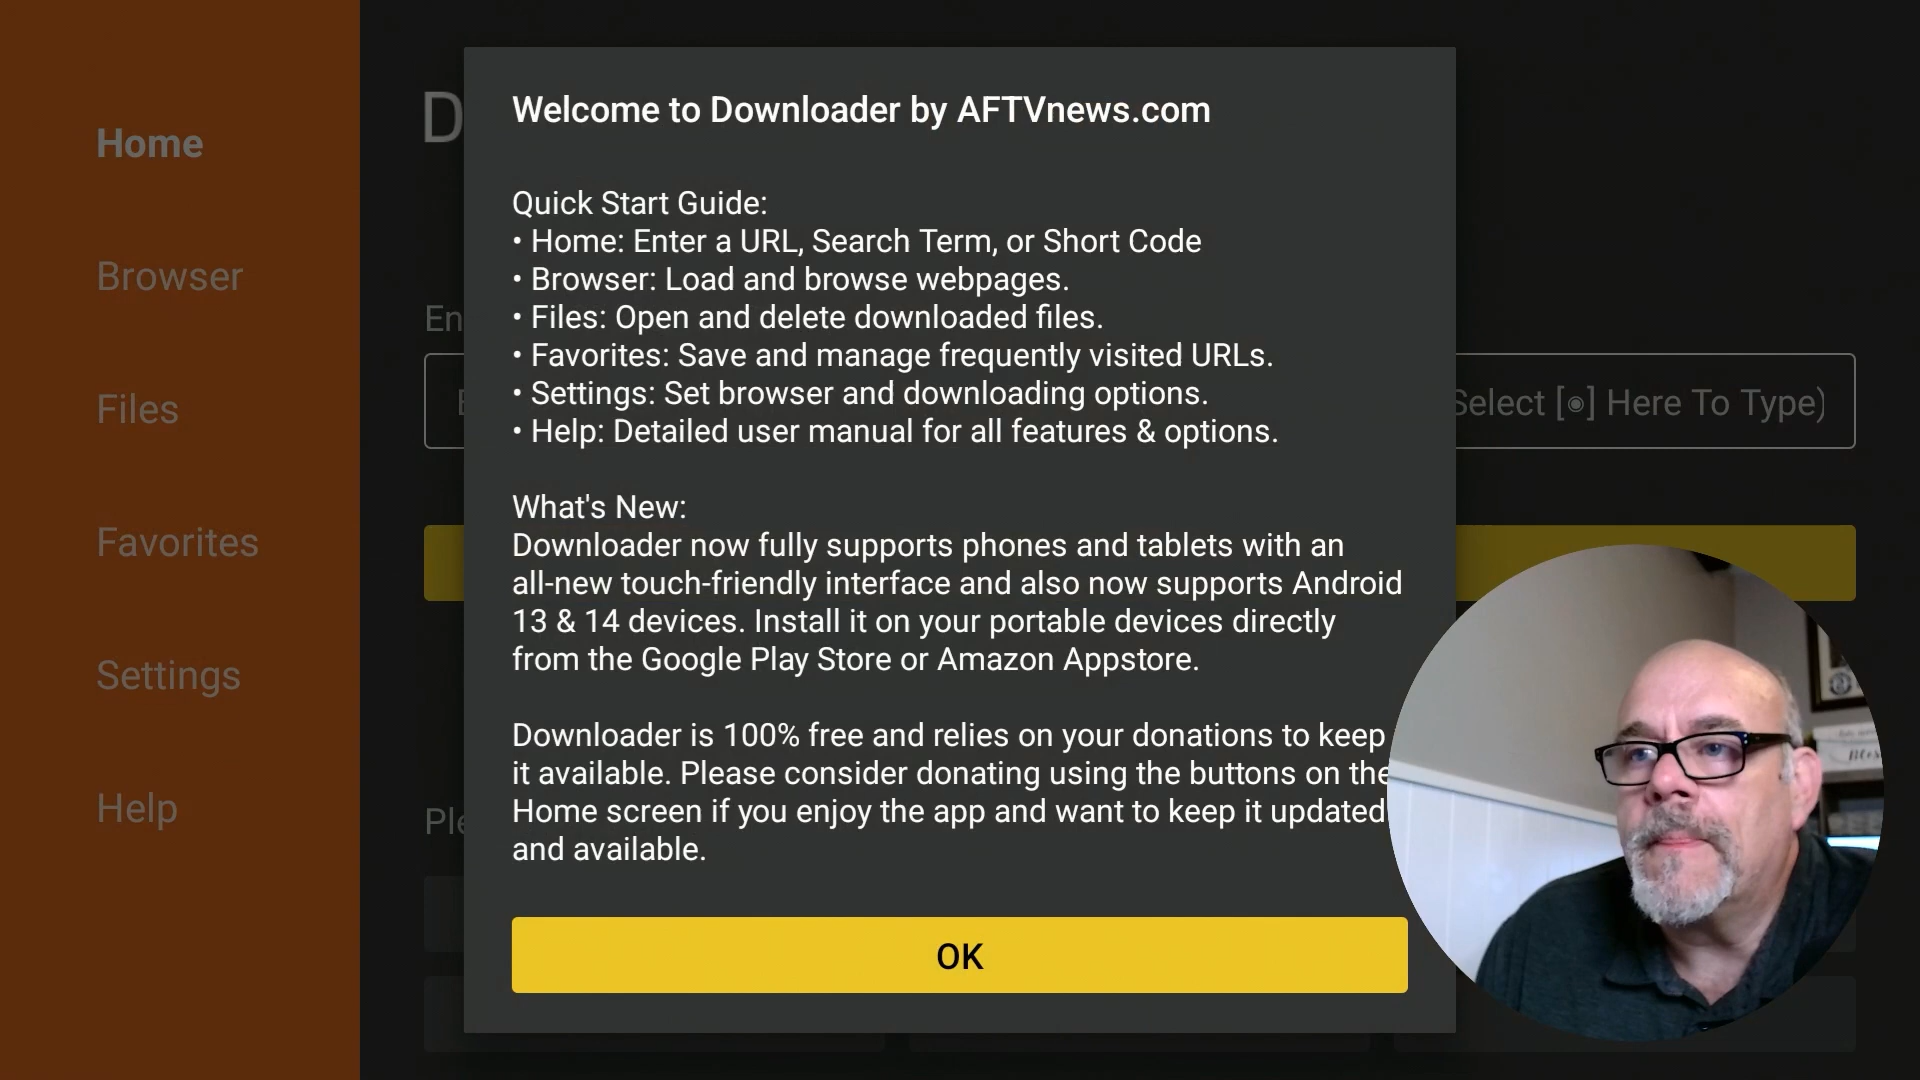 Home
Browser
Files
Favorites
Settings
Help
D
En
Select [◉] Here To Type)
Ple
Welcome to Downloader by AFTVnews.com
Quick Start Guide:
• Home: Enter a URL, Search Term, or Short Code
• Browser: Load and browse webpages.
• Files: Open and delete downloaded files.
• Favorites: Save and manage frequently visited URLs.
• Settings: Set browser and downloading options.
• Help: Detailed user manual for all features & options.
What's New:
Downloader now fully supports phones and tablets with an
all-new touch-friendly interface and also now supports Android
13 & 14 devices. Install it on your portable devices directly
from the Google Play Store or Amazon Appstore.
Downloader is 100% free and relies on your donations to keep
it available. Please consider donating using the buttons on the
Home screen if you enjoy the app and want to keep it updated
and available.
OK